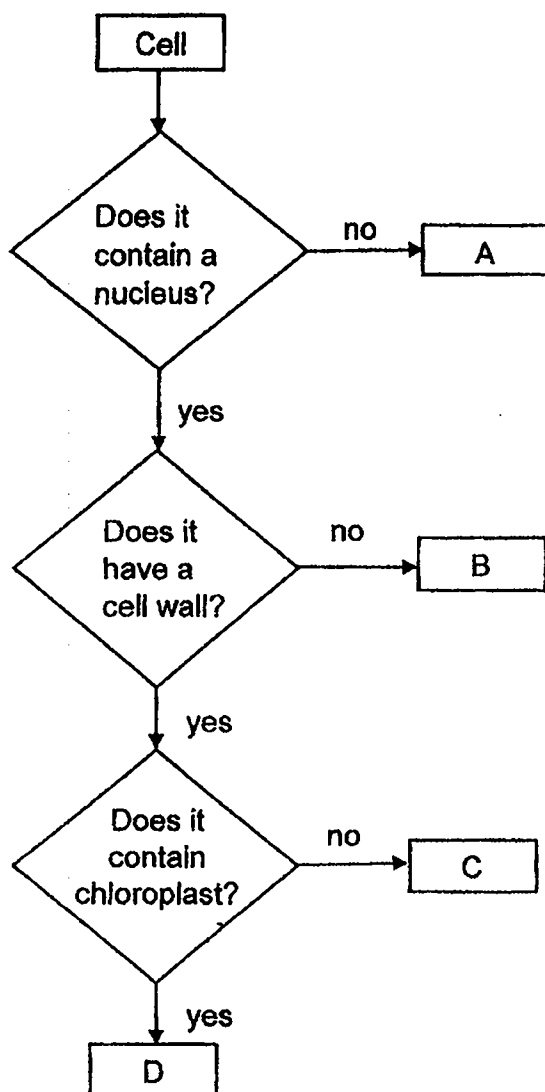 Cell
Does it
contain a
nucleus?
no
A
yes
Does it
have a
cell wall?
no
B
yes
Does it
contain
chloroplast?
no
C
yes
D